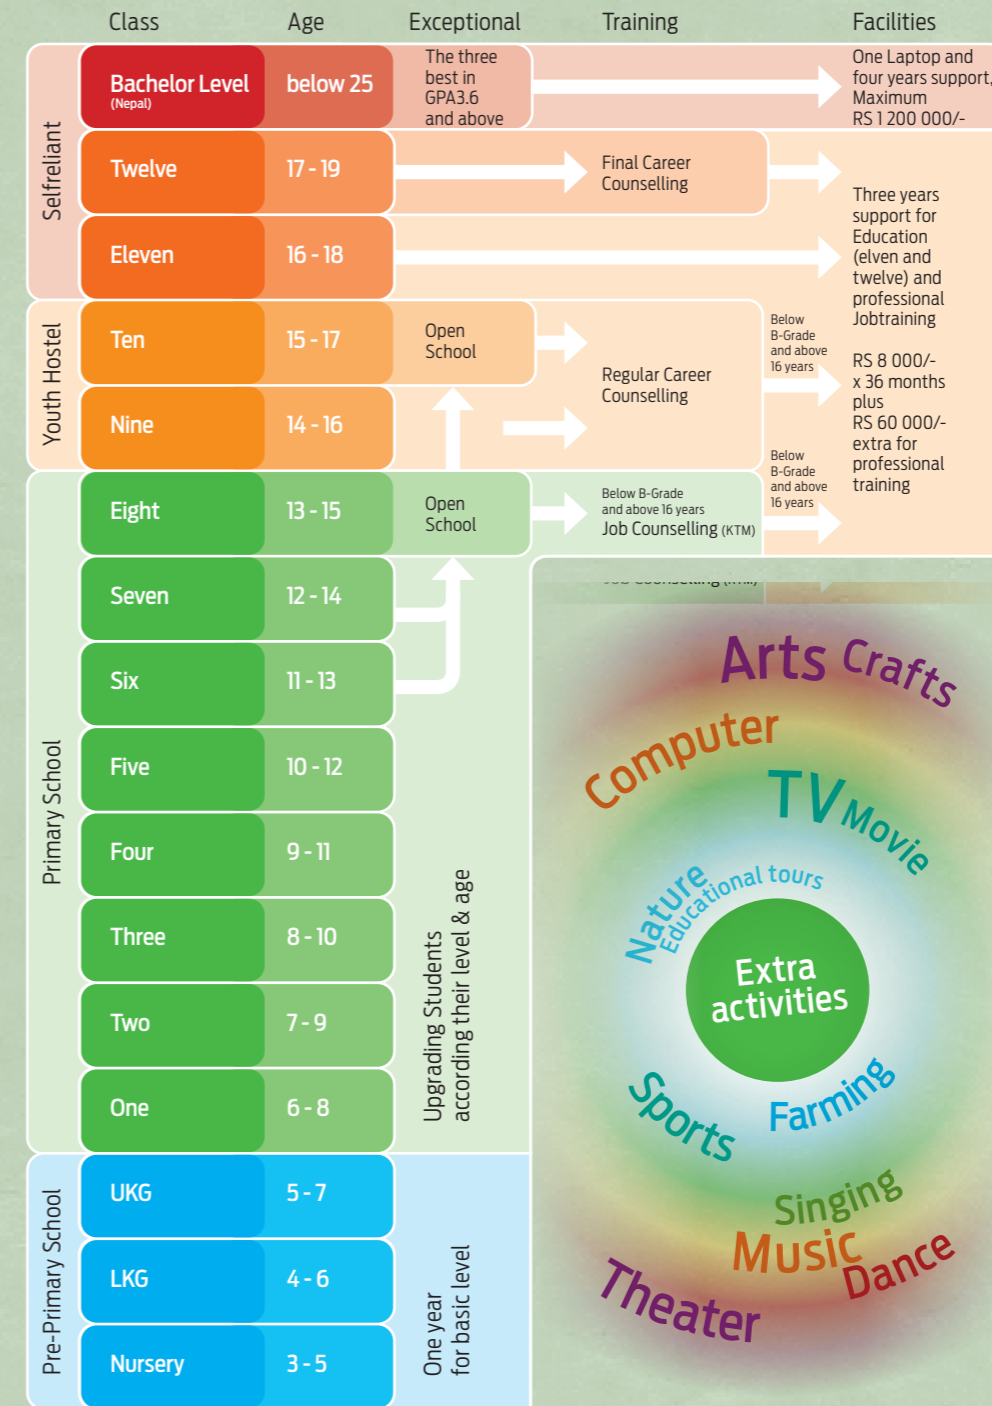 Class Age Exceptional Training Facilities
Selfreliant
Bachelor Level
(Nepal)
below 25
The three
best in
GPA3.6
and above
One Laptop and
four years support,
Maximum
RS 1 200 000/-
Twelve
17 - 19
Final Career
Counselling
Eleven
16 - 18
Three years
support for
Education
(elven and
twelve) and
professional
Jobtraining
RS 8 000/-
x 36 months
plus
RS 60 000/-
extra for
professional
training
Youth Hostel
Ten
15 - 17
Open
School
Regular Career
Counselling
Below
B-Grade
and above
16 years
Nine
14 - 16
Below
B-Grade
and above
16 years
Primary School
Eight
13 - 15
Open
School
Below B-Grade
and above 16 years
Job Counselling (KTM)
Job Counselling (KTM)
Seven
12 - 14
Six
11 - 13
Five
10 - 12
Four
9 - 11
Three
8 - 10
Two
7 - 9
One
6 - 8
Upgrading Students
according their level & age
Pre-Primary School
UKG
5 - 7
LKG
4 - 6
Nursery
3 - 5
One year
for basic level
Arts Crafts
Computer
TV Movie
Nature
Educational tours
Extra
activities
Sports
Farming
Singing
Music
Dance
Theater